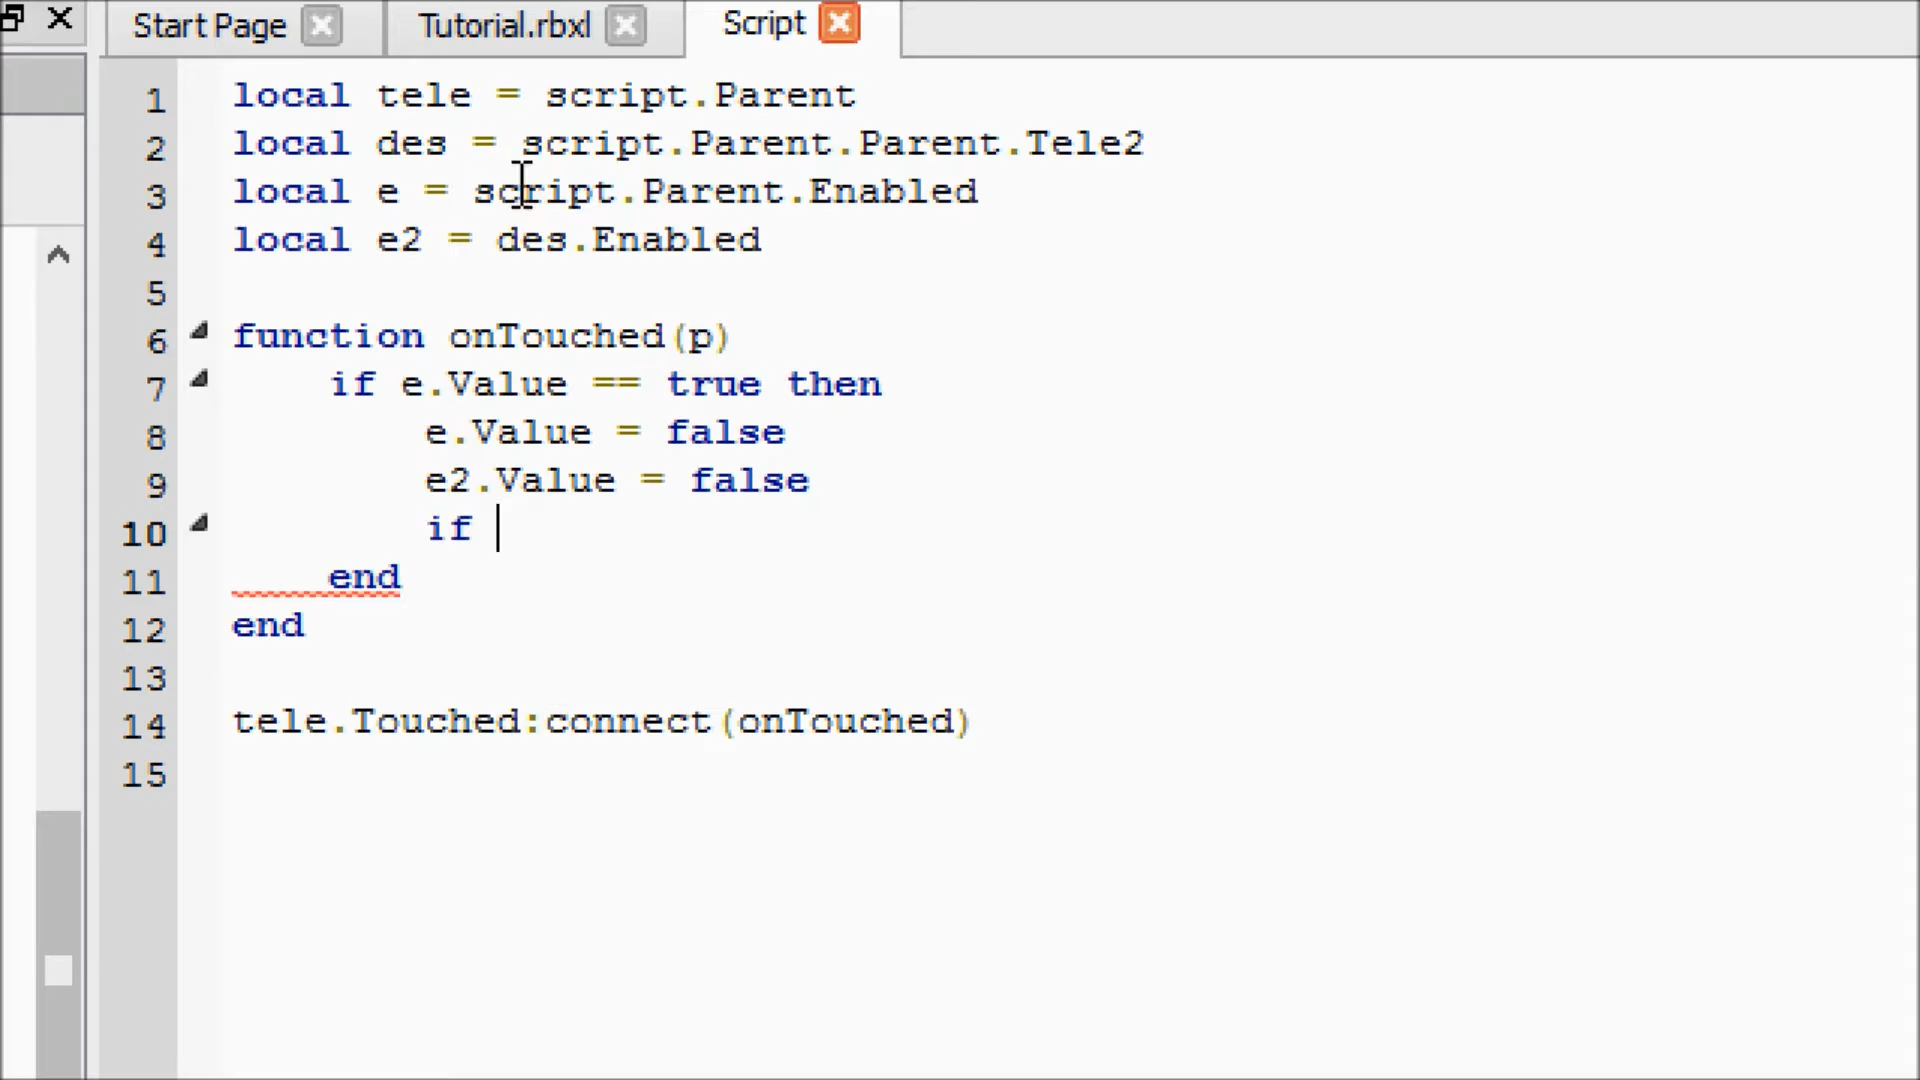 Start Page Tutorial.rbxl Script
1 local tele = script.Parent
2 local des = script.Parent.Parent.Tele2
3 local e = script.Parent.Enabled
4 local e2 = des.Enabled
5
6 function onTouched(p)
7 if e.Value == true then
8 e.Value = false
9 e2.Value = false
10 if
11 end
12 end
13
14 tele.Touched:connect(onTouched)
15